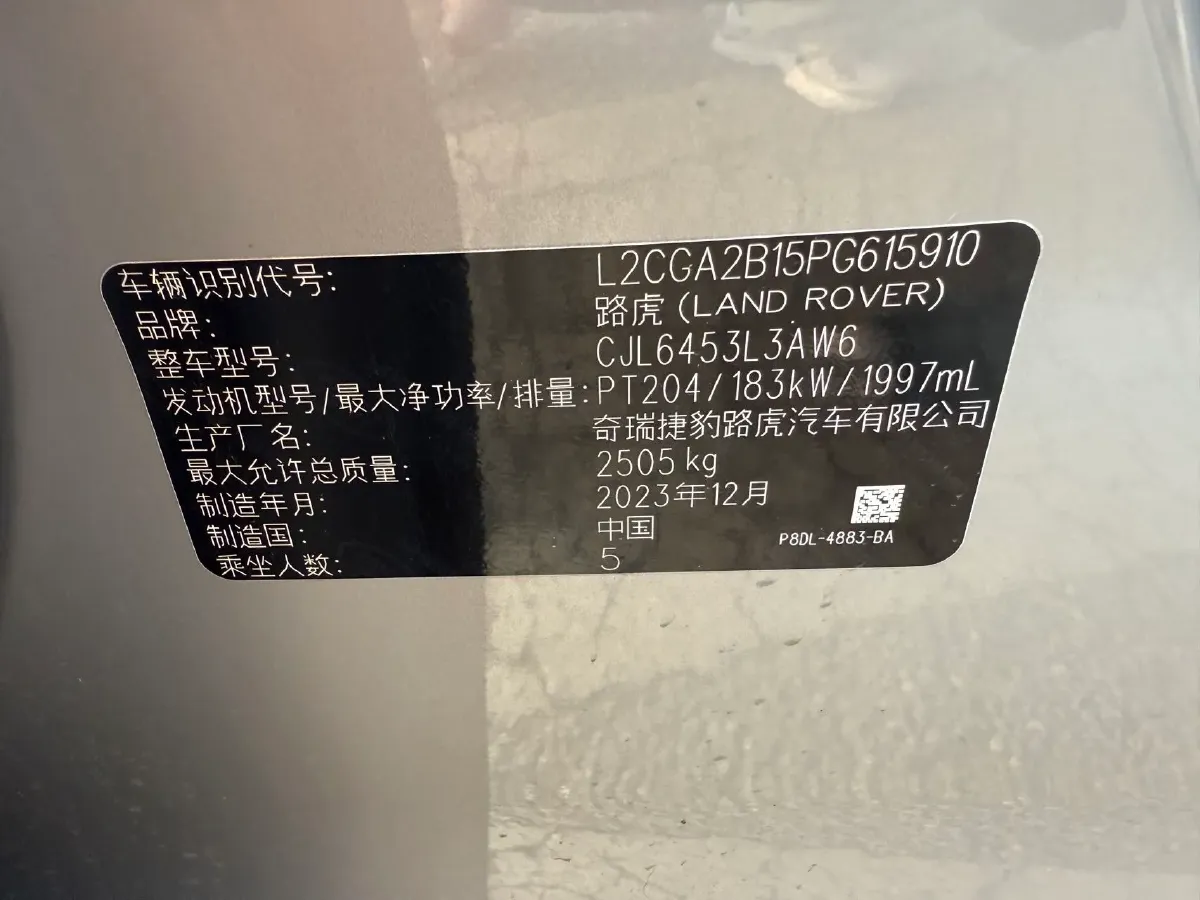 车辆识别代号: L2CGA2B15PG615910
品牌: 路虎 (LAND ROVER)
整车型号: CJL6453L3AW6
发动机型号/最大净功率/排量: PT204/183kW/1997mL
生产厂名: 奇瑞捷豹路虎汽车有限公司
最大允许总质量: 2505 kg
制造年月: 2023年12月
制造国: 中国
P8DL-4883-BA
乘坐人数: 5